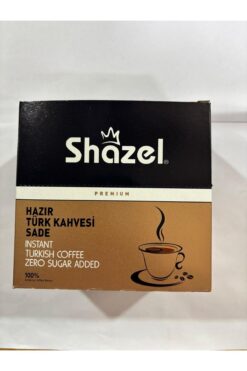 Shazel®
PREMIUM
HAZIR
TÜRK KAHVESİ
SADE
INSTANT
TURKISH COFFEE
ZERO SUGAR ADDED
100%